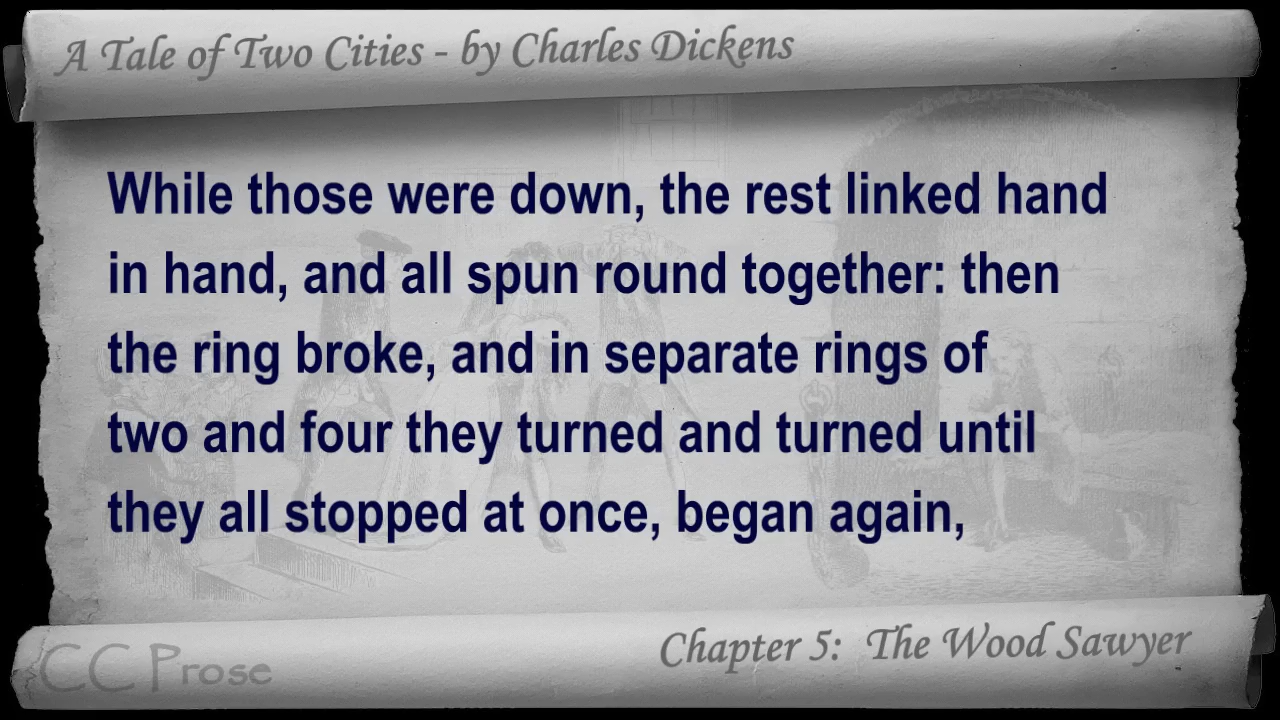 A Tale of Two Cities - by Charles Dickens
While those were down, the rest linked hand
in hand, and all spun round together: then
the ring broke, and in separate rings of
two and four they turned and turned until
they all stopped at once, began again,
Chapter 5: The Wood Sawyer
CC Prose